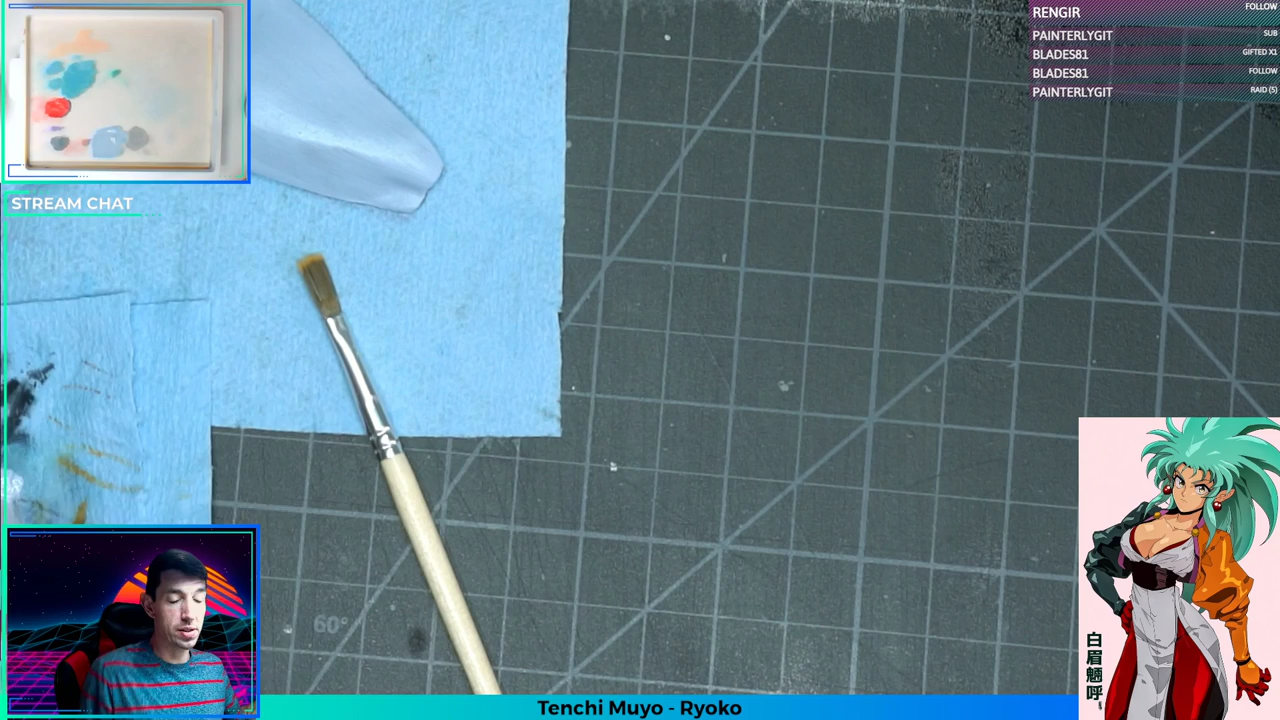 RENGIR FOLLOW
PAINTERLYGIT SUB
BLADES81 GIFTED X1
BLADES81 FOLLOW
PAINTERLYGIT RAID (5)
STREAM CHAT
60°
白眉魎呼
Tenchi Muyo - Ryoko